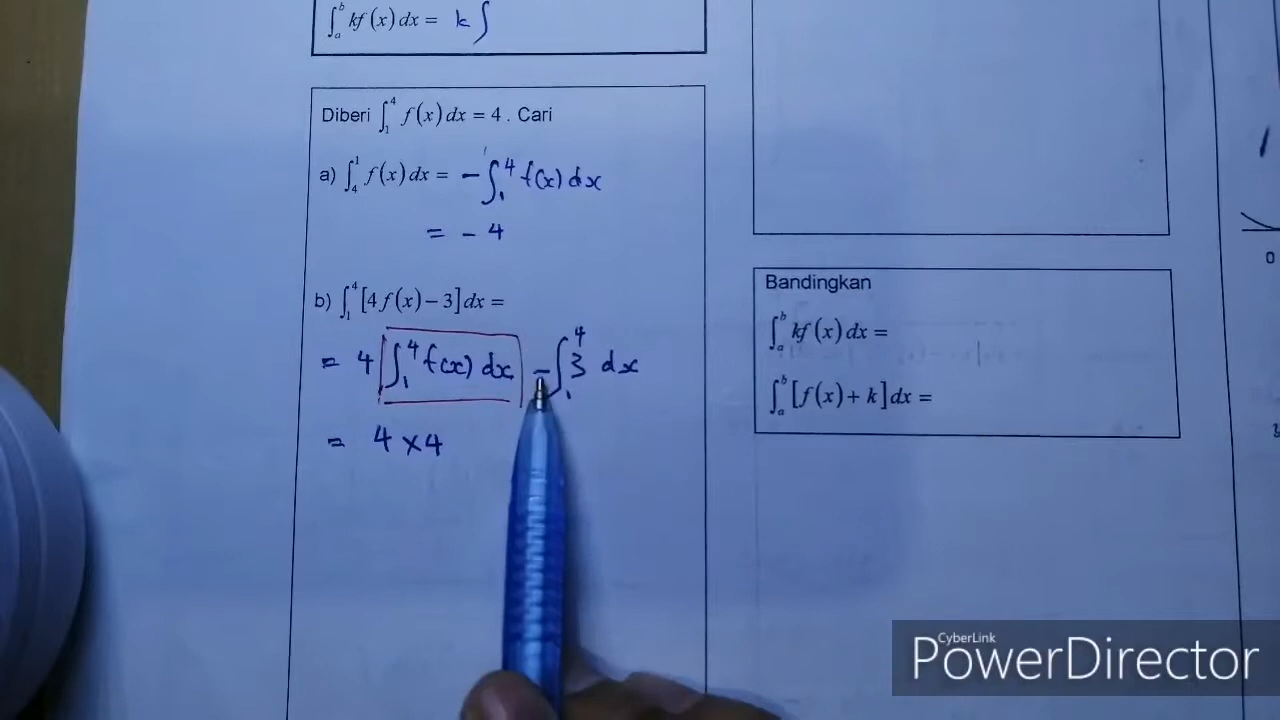 ∫ₐᵇ kf(x)dx = k∫
Diberi ∫₁⁴ f(x)dx = 4 . Cari
a) ∫₄¹ f(x)dx = -∫₁⁴ f(x) dx
= -4
b) ∫₁⁴ [4f(x)-3]dx =
= 4 ∫₁⁴ f(x) dx - ∫₁⁴ 3 dx
= 4 × 4
Bandingkan
∫ₐᵇ kf(x)dx =
∫ₐᵇ [f(x)+k]dx =
0
CyberLink
PowerDirector